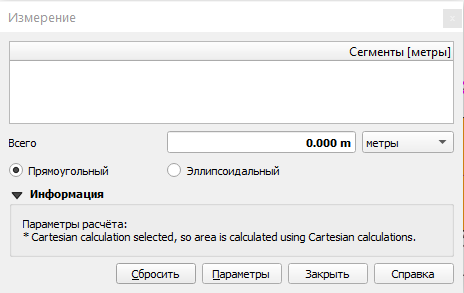 Измерение
Сегменты [метры]
Всего
0.000 m
метры
Прямоугольный
Эллипсоидальный
Информация
Параметры расчёта:
* Cartesian calculation selected, so area is calculated using Cartesian calculations.
Сбросить
Параметры
Закрыть
Справка